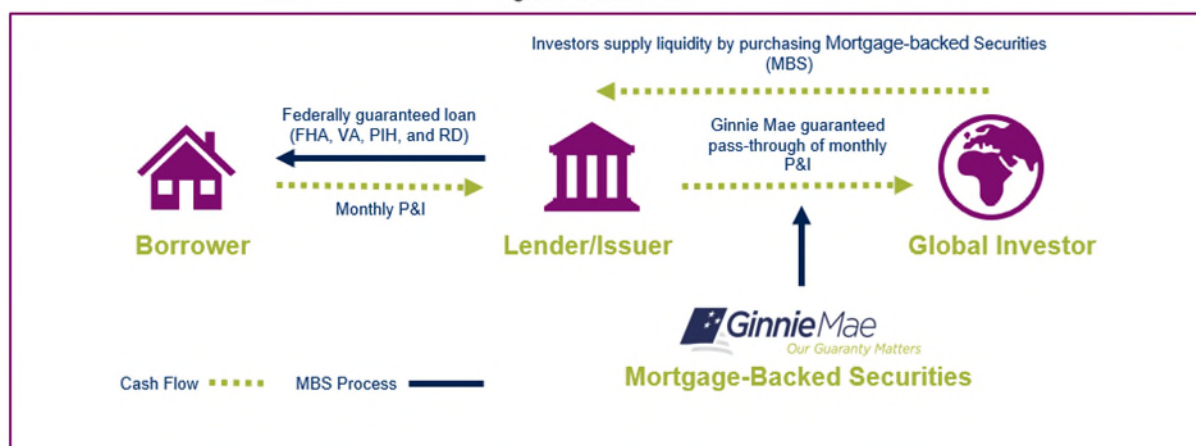 Investors supply liquidity by purchasing Mortgage-backed Securities
(MBS)
Federally guaranteed loan
(FHA, VA, PIH, and RD)
Ginnie Mae guaranteed
pass-through of monthly
P&I
Monthly P&I
Borrower
Lender/Issuer
Global Investor
GinnieMae
Our Guaranty Matters
Cash Flow
MBS Process
Mortgage-Backed Securities